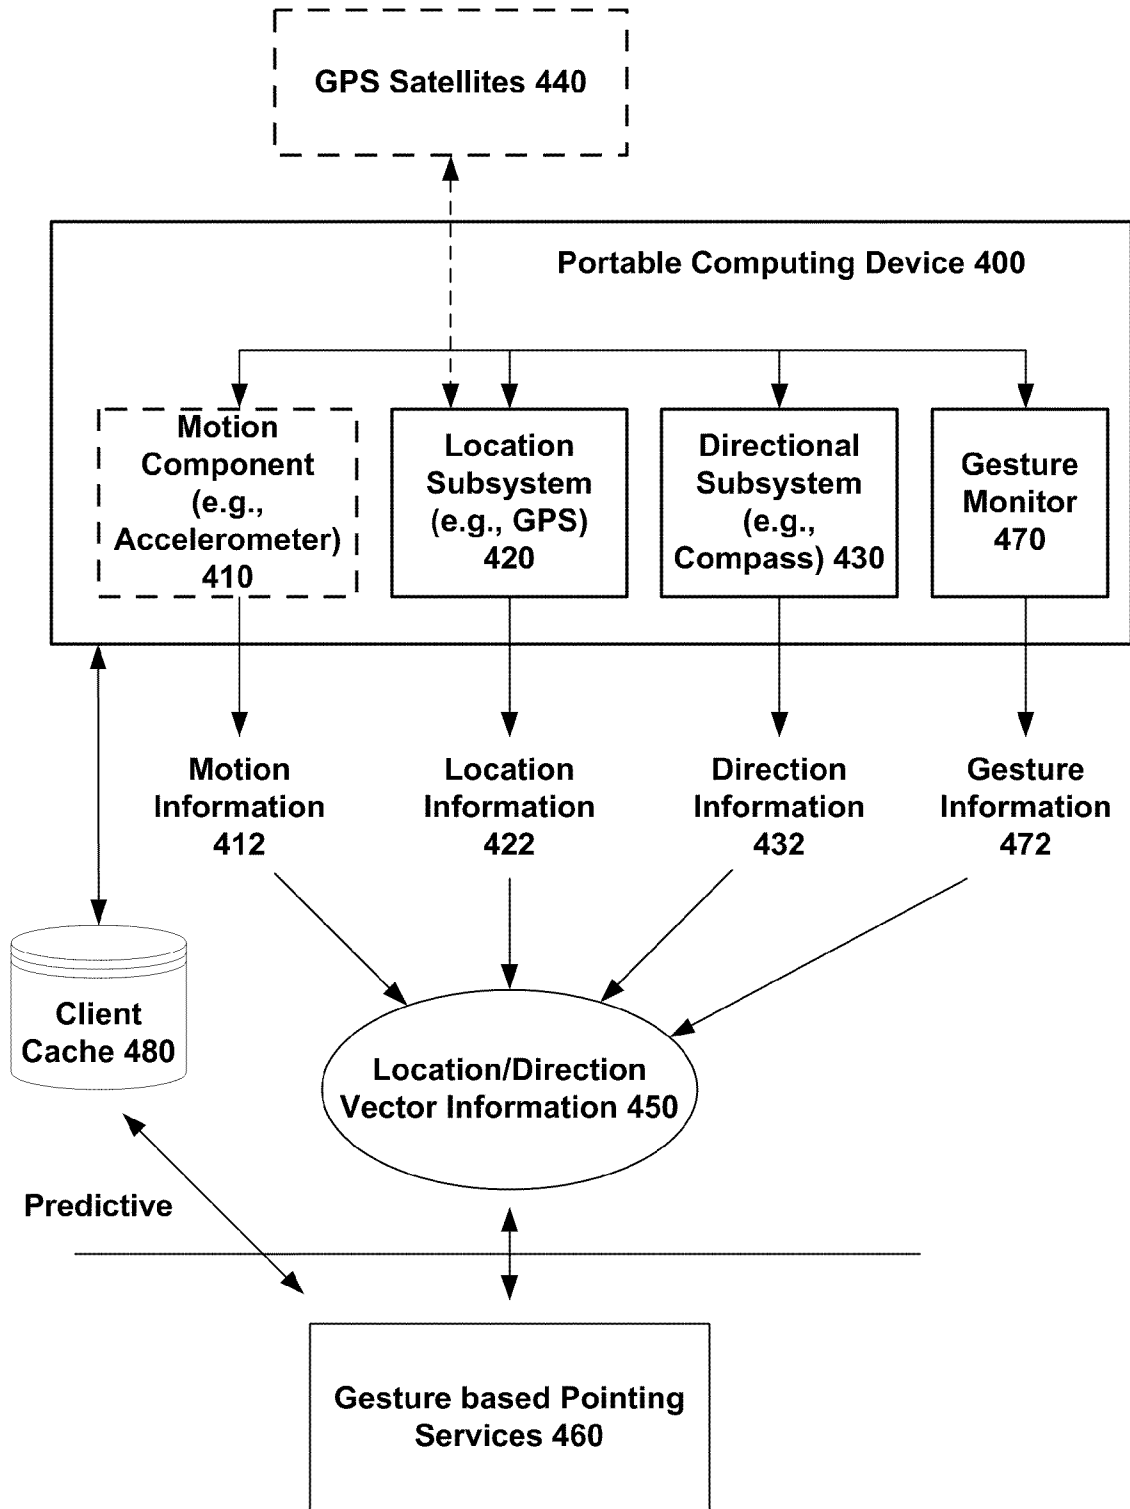 GPS Satellites 440
Portable Computing Device 400
Motion
Component
(e.g.,
Accelerometer)
410
Location
Subsystem
(e.g., GPS)
420
Directional
Subsystem
(e.g.,
Compass) 430
Gesture
Monitor
470
Motion
Information
412
Location
Information
422
Direction
Information
432
Gesture
Information
472
Client
Cache 480
Location/Direction
Vector Information 450
Predictive
Gesture based Pointing
Services 460